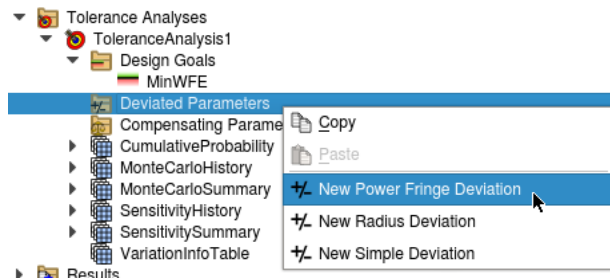 Tolerance Analyses
ToleranceAnalysis1
Design Goals
MinWFE
Deviated Parameters
Compensating Parame
CumulativeProbability
MonteCarloHistory
MonteCarloSummary
SensitivityHistory
SensitivitySummary
VariationInfoTable
Results
Copy
Paste
New Power Fringe Deviation
New Radius Deviation
New Simple Deviation